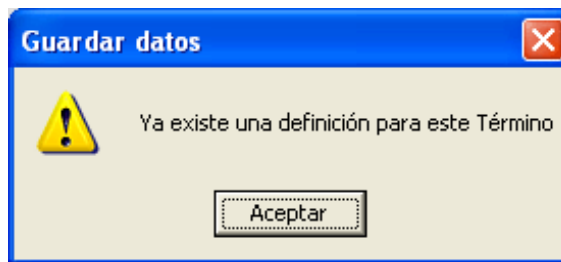 Guardar datos
Ya existe una definición para este Término
Aceptar